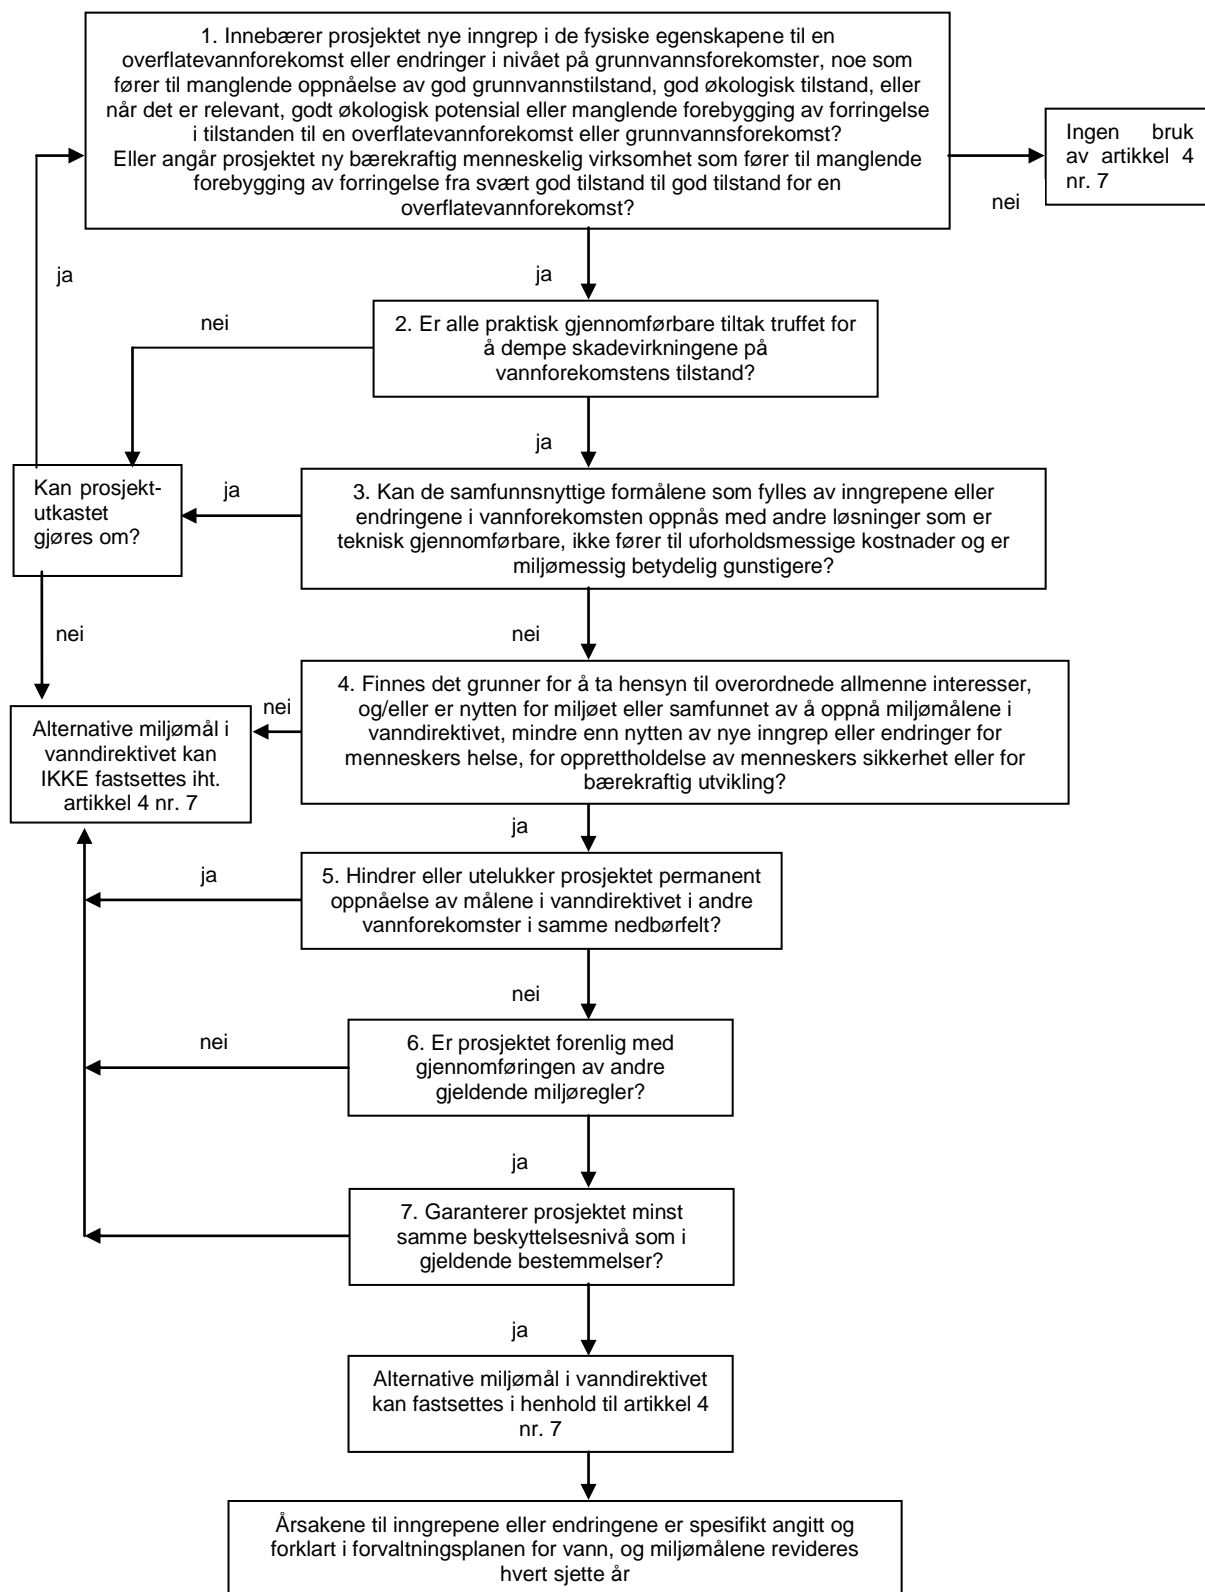 1. Innebærer prosjektet nye inngrep i de fysiske egenskapene til en
overflatevannforekomst eller endringer i nivået på grunnvannsforekomster, noe som
fører til manglende oppnåelse av god grunnvannstilstand, god økologisk tilstand, eller
når det er relevant, godt økologisk potensial eller manglende forebygging av forringelse
i tilstanden til en overflatevannforekomst eller grunnvannsforekomst?
Eller angår prosjektet ny bærekraftig menneskelig virksomhet som fører til manglende
forebygging av forringelse fra svært god tilstand til god tilstand for en
overflatevannforekomst?
nei
Ingen bruk
av artikkel 4
nr. 7
ja
ja
2. Er alle praktisk gjennomførbare tiltak truffet for
å dempe skadevirkningene på
vannforekomstens tilstand?
nei
ja
Kan prosjekt-
utkastet
gjøres om?
ja
3. Kan de samfunnsnyttige formålene som fylles av inngrepene eller
endringene i vannforekomsten oppnås med andre løsninger som er
teknisk gjennomførbare, ikke fører til uforholdsmessige kostnader og er
miljømessig betydelig gunstigere?
nei
nei
Alternative miljømål i
vanndirektivet kan
IKKE fastsettes iht.
artikkel 4 nr. 7
nei
4. Finnes det grunner for å ta hensyn til overordnede allmenne interesser,
og/eller er nytten for miljøet eller samfunnet av å oppnå miljømålene i
vanndirektivet, mindre enn nytten av nye inngrep eller endringer for
menneskers helse, for opprettholdelse av menneskers sikkerhet eller for
bærekraftig utvikling?
ja
ja
5. Hindrer eller utelukker prosjektet permanent
oppnåelse av målene i vanndirektivet i andre
vannforekomster i samme nedbørfelt?
nei
nei
6. Er prosjektet forenlig med
gjennomføringen av andre
gjeldende miljøregler?
ja
7. Garanterer prosjektet minst
samme beskyttelsesnivå som i
gjeldende bestemmelser?
ja
Alternative miljømål i vanndirektivet
kan fastsettes i henhold til artikkel 4
nr. 7
Årsakene til inngrepene eller endringene er spesifikt angitt og
forklart i forvaltningsplanen for vann, og miljømålene revideres
hvert sjette år